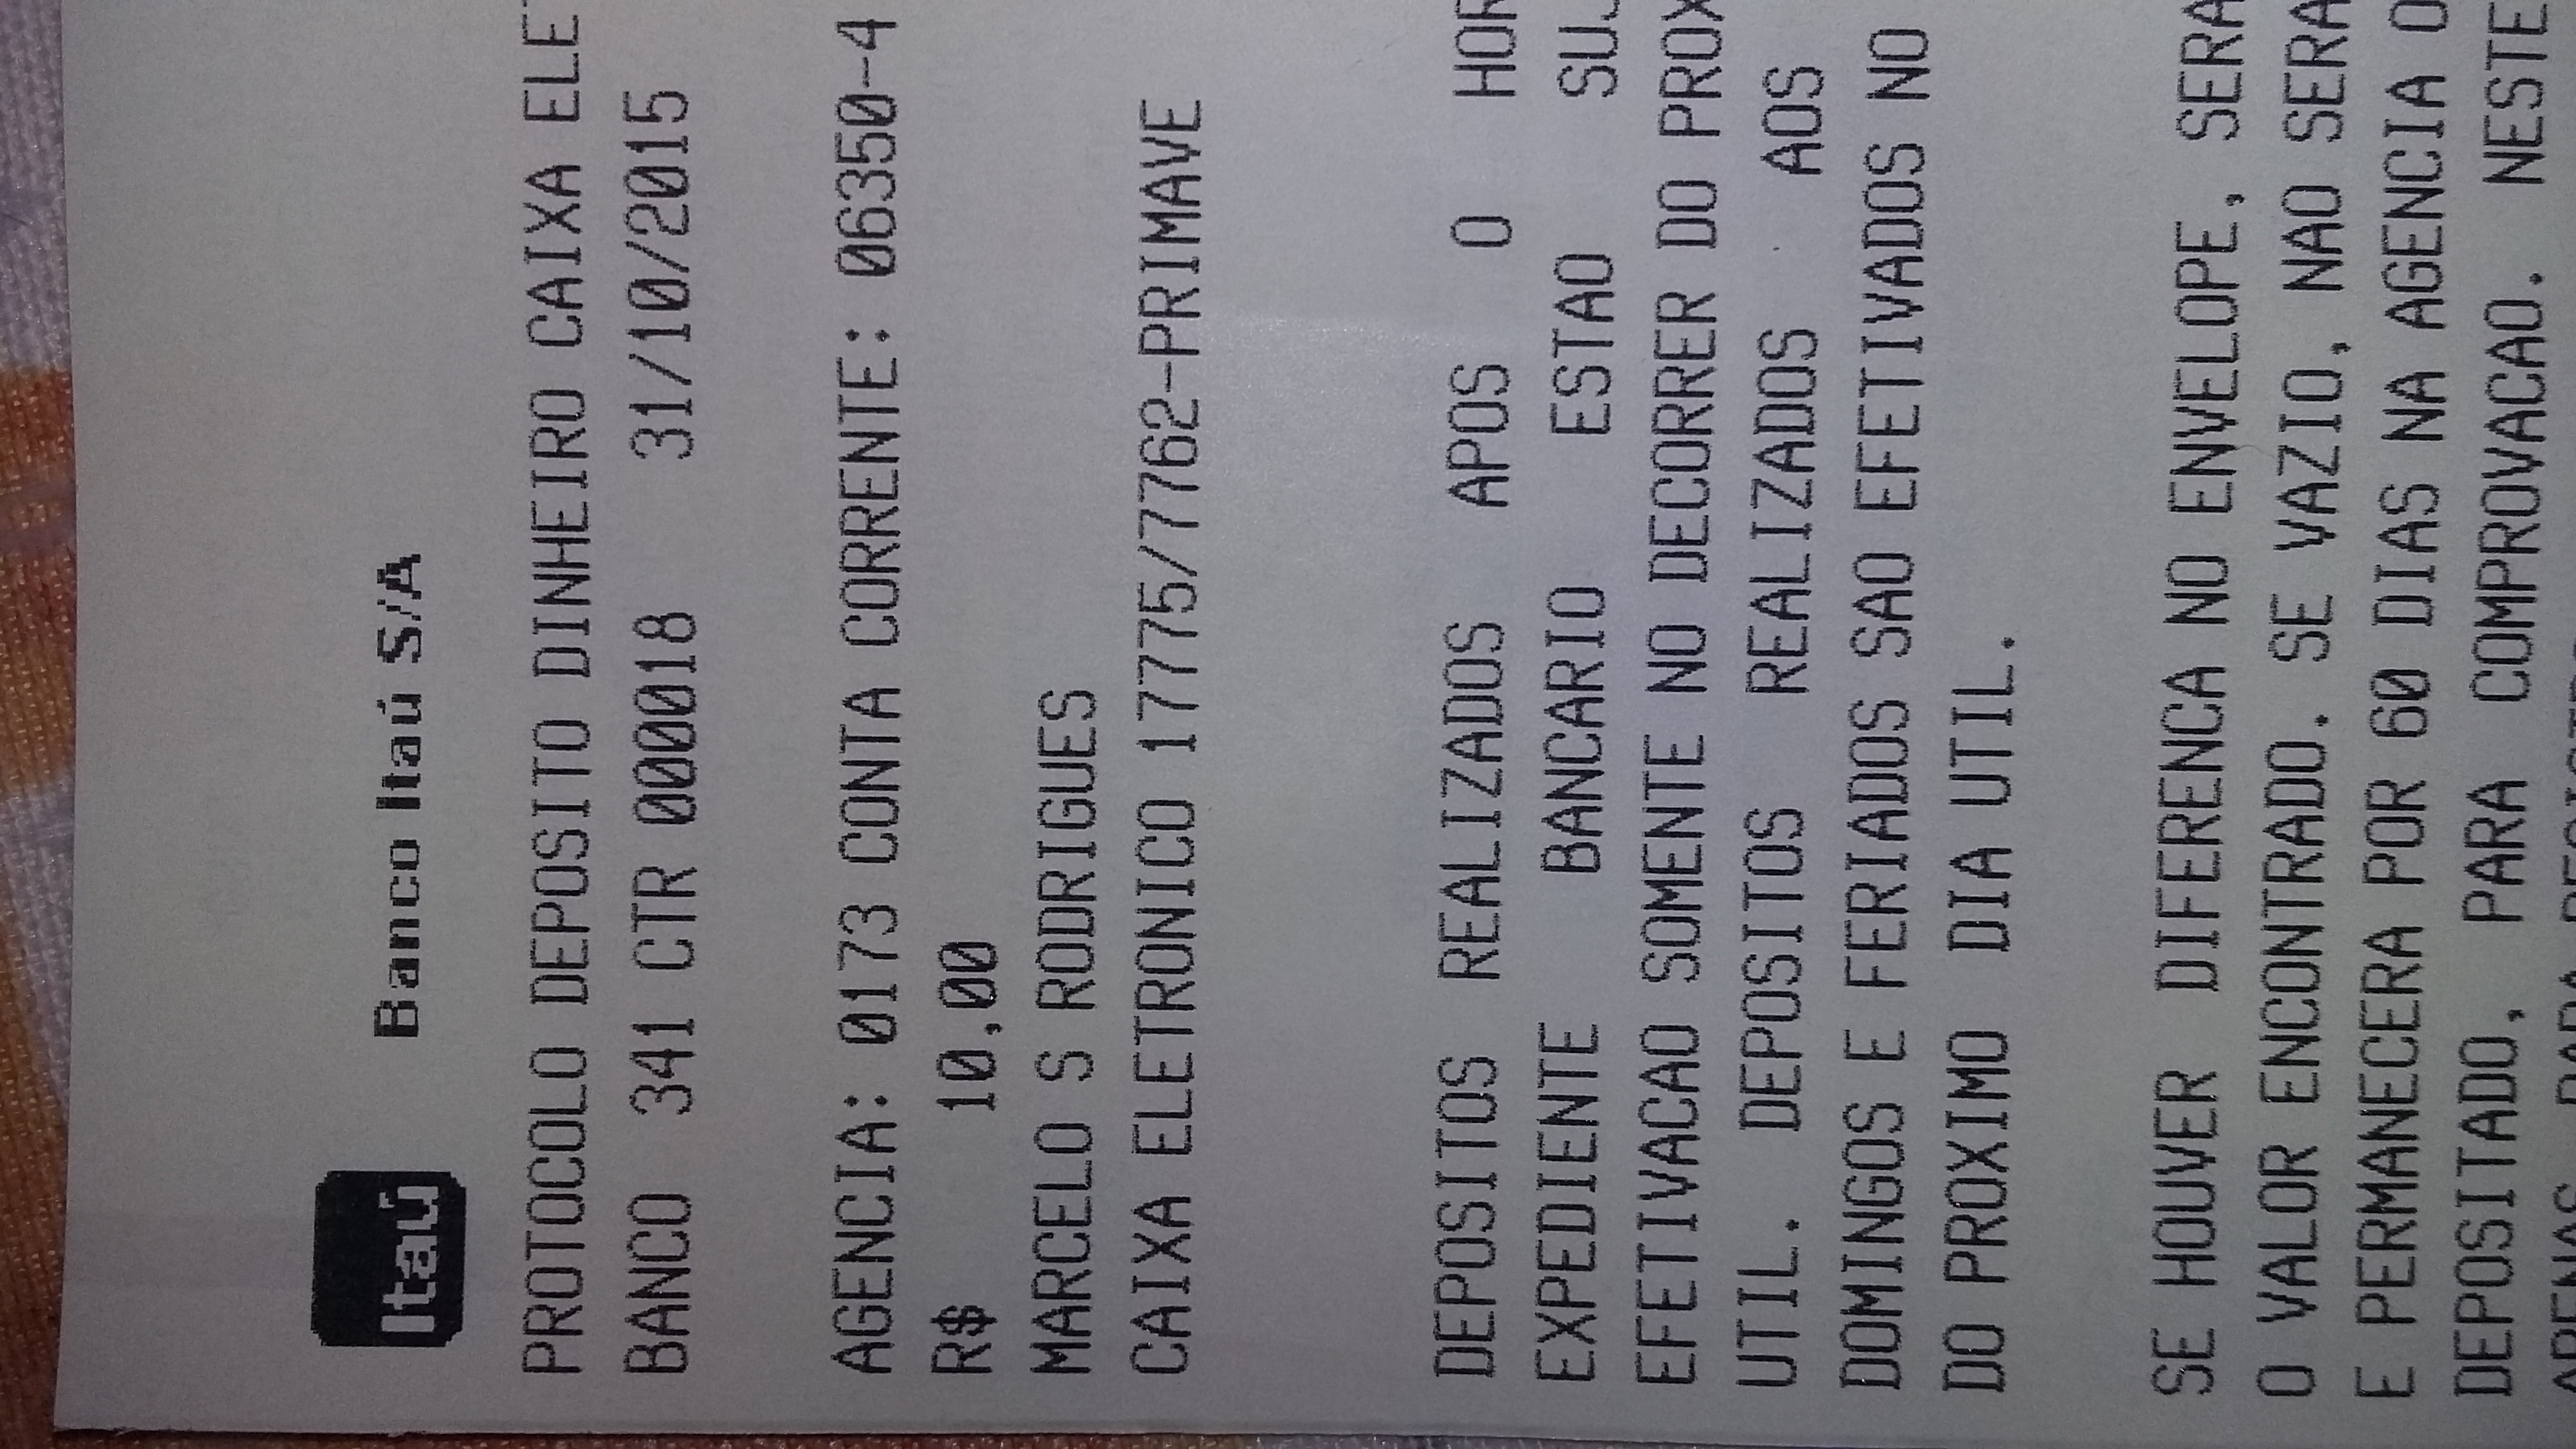 Itaú
Banco Itaú S/A
PROTOCOLO DEPOSITO DINHEIRO CAIXA
BANCO 341 CTR 000018 31/10/2015
AGENCIA: 0173 CONTA CORRENTE: 06350-4
R$ 10,00
MARCELO S RODRIGUES
CAIXA ELETRONICO 17775/7762-PRIMAVE
DEPOSITOS REALIZADOS APOS O HOR
EXPEDIENTE BANCARIO ESTAO SUJ
EFETIVACAO SOMENTE NO DECORRER DO PROX
UTIL. DEPOSITOS REALIZADOS AOS
DOMINGOS E FERIADOS SAO EFETIVADOS NO
DO PROXIMO DIA UTIL.
SE HOUVER DIFERENCA NO ENVELOPE, SERA
O VALOR ENCONTRADO. SE VAZIO, NAO SERA
E PERMANECERA POR 60 DIAS NA AGENCIA
DEPOSITADO, PARA COMPROVACAO. NESTE
APENAS PARA